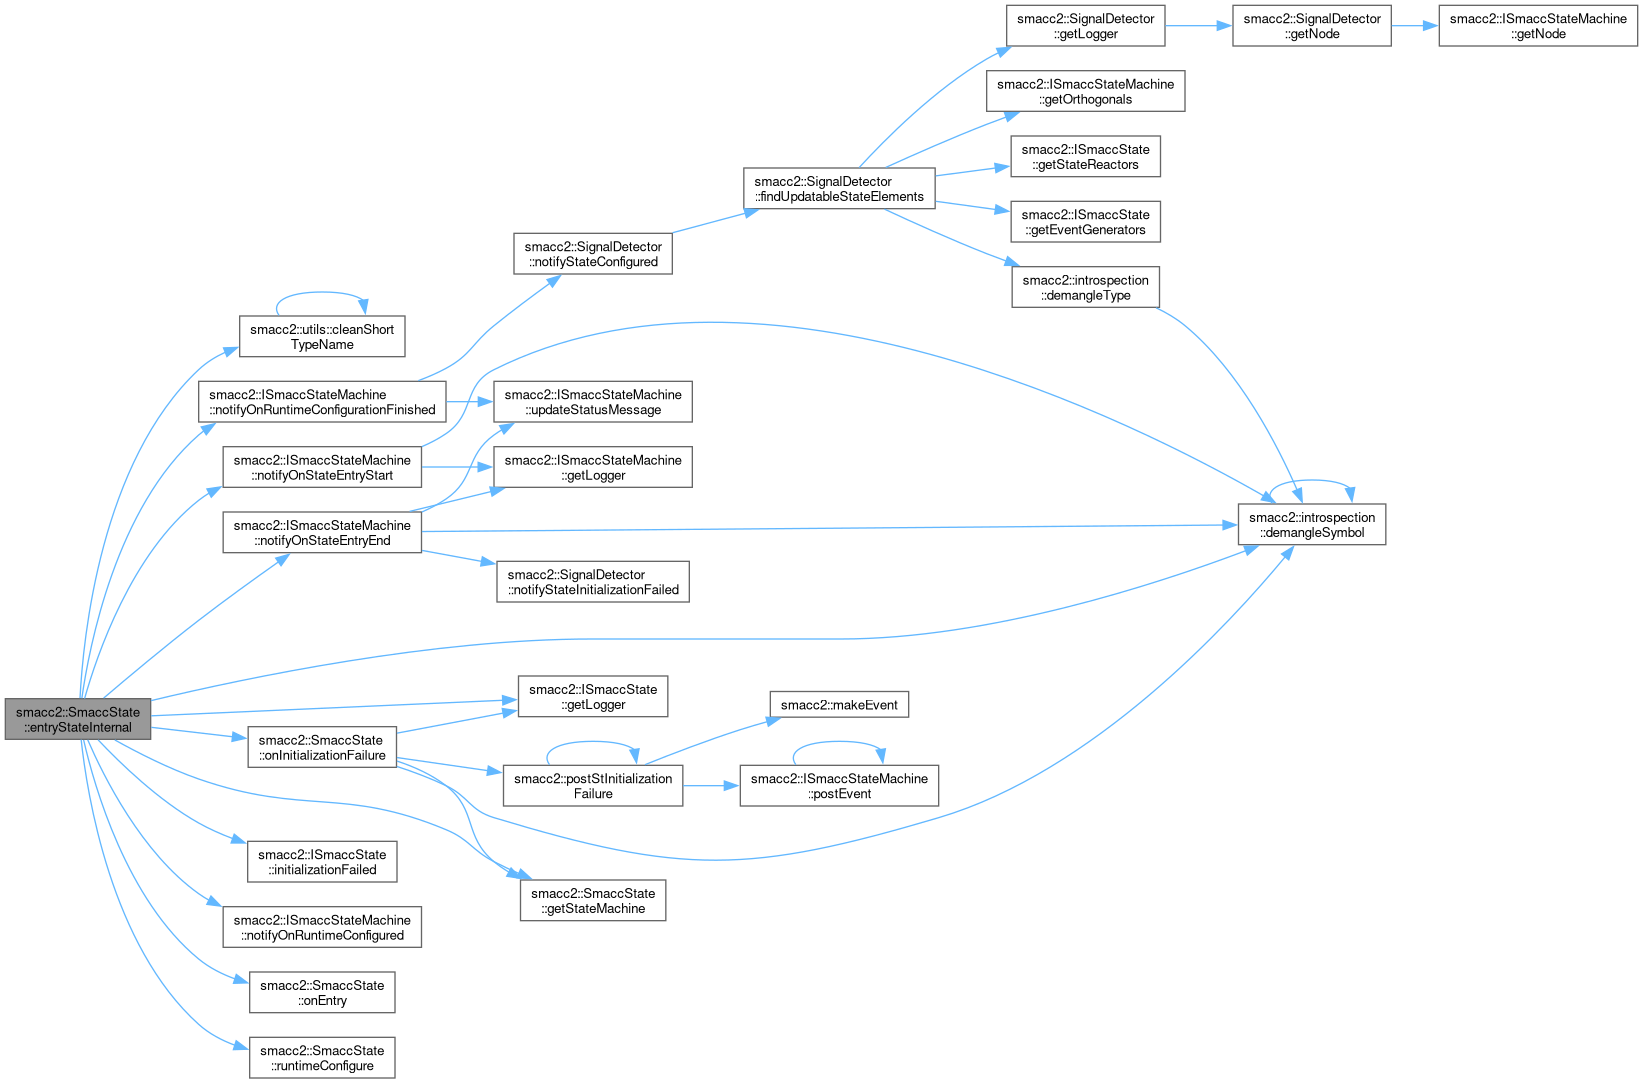 smacc2::SmaccState
::entryStateInternal
smacc2::utils::cleanShort
TypeName
smacc2::ISmaccStateMachine
::notifyOnRuntimeConfigurationFinished
smacc2::ISmaccStateMachine
::notifyOnStateEntryStart
smacc2::ISmaccStateMachine
::notifyOnStateEntryEnd
smacc2::SmaccState
::onInitializationFailure
smacc2::ISmaccState
::initializationFailed
smacc2::ISmaccStateMachine
::notifyOnRuntimeConfigured
smacc2::SmaccState
::onEntry
smacc2::SmaccState
::runtimeConfigure
smacc2::SignalDetector
::notifyStateConfigured
smacc2::ISmaccStateMachine
::updateStatusMessage
smacc2::ISmaccStateMachine
::getLogger
smacc2::SignalDetector
::notifyStateInitializationFailed
smacc2::ISmaccState
::getLogger
smacc2::postStInitialization
Failure
smacc2::SmaccState
::getStateMachine
smacc2::SignalDetector
::findUpdatableStateElements
smacc2::makeEvent
smacc2::ISmaccStateMachine
::postEvent
smacc2::SignalDetector
::getLogger
smacc2::ISmaccStateMachine
::getOrthogonals
smacc2::ISmaccState
::getStateReactors
smacc2::ISmaccState
::getEventGenerators
smacc2::introspection
::demangleType
smacc2::SignalDetector
::getNode
smacc2::introspection
::demangleSymbol
smacc2::ISmaccStateMachine
::getNode